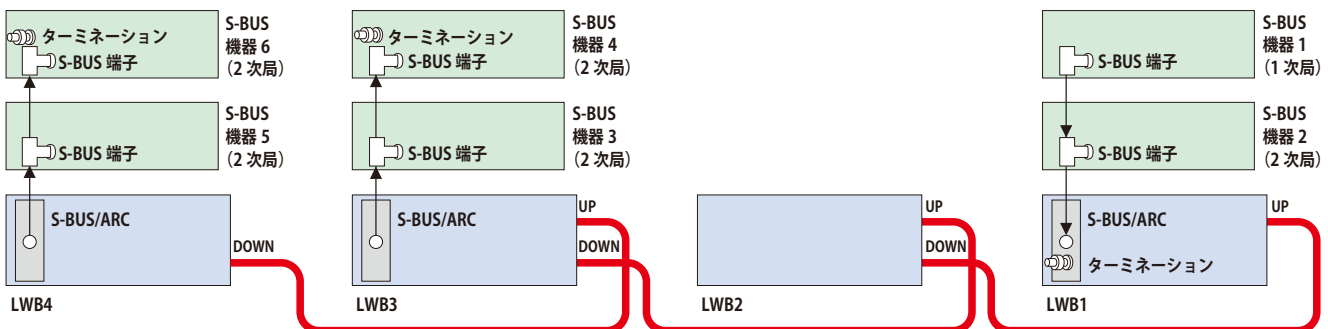 ターミネーション
S-BUS 端子
S-BUS
機器 6
（2 次局）
S-BUS 端子
S-BUS
機器 5
（2 次局）
S-BUS/ARC
DOWN
LWB4
ターミネーション
S-BUS 端子
S-BUS
機器 4
（2 次局）
S-BUS 端子
S-BUS
機器 3
（2 次局）
S-BUS/ARC
UP
DOWN
LWB3
UP
DOWN
LWB2
S-BUS 端子
S-BUS
機器 1
（1 次局）
S-BUS 端子
S-BUS
機器 2
（2 次局）
S-BUS/ARC
ターミネーション
UP
LWB1